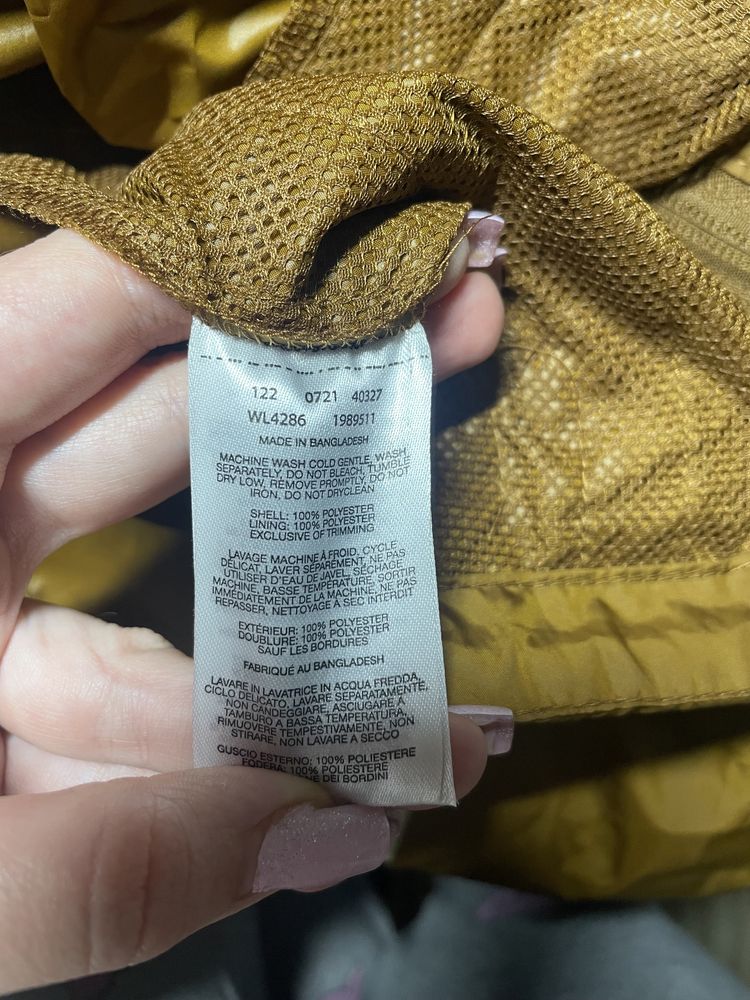 122 0721 40327
WL4286 1989511
MADE IN BANGLADESH
MACHINE WASH COLD GENTLE, WASH
SEPARATELY, DO NOT BLEACH, TUMBLE
DRY LOW, REMOVE PROMPTLY, DO NOT
IRON, DO NOT DRYCLEAN
SHELL: 100% POLYESTER
LINING: 100% POLYESTER
EXCLUSIVE OF TRIMMING
LAVAGE MACHINE À FROID, CYCLE
DÉLICAT, LAVER SÉPARÉMENT, NE PAS
UTILISER D'EAU DE JAVEL, SÉCHAGE
MACHINE, BASSE TEMPÉRATURE, SORTIR
IMMÉDIATEMENT DE LA MACHINE, NE PAS
REPASSER, NETTOYAGE À SEC INTERDIT
EXTÉRIEUR: 100% POLYESTER
DOUBLURE: 100% POLYESTER
SAUF LES BORDURES
FABRIQUÉ AU BANGLADESH
LAVARE IN LAVATRICE IN ACQUA FREDDA,
CICLO DELICATO, LAVARE SEPARATAMENTE,
NON CANDEGGIARE, ASCIUGARE A
TAMBURO A BASSA TEMPERATURA,
RIMUOVERE TEMPESTIVAMENTE, NON
STIRARE, NON LAVARE A SECCO
GUSCIO ESTERNO: 100% POLIESTERE
FODERA: 100% POLIESTERE
DEI BORDINI